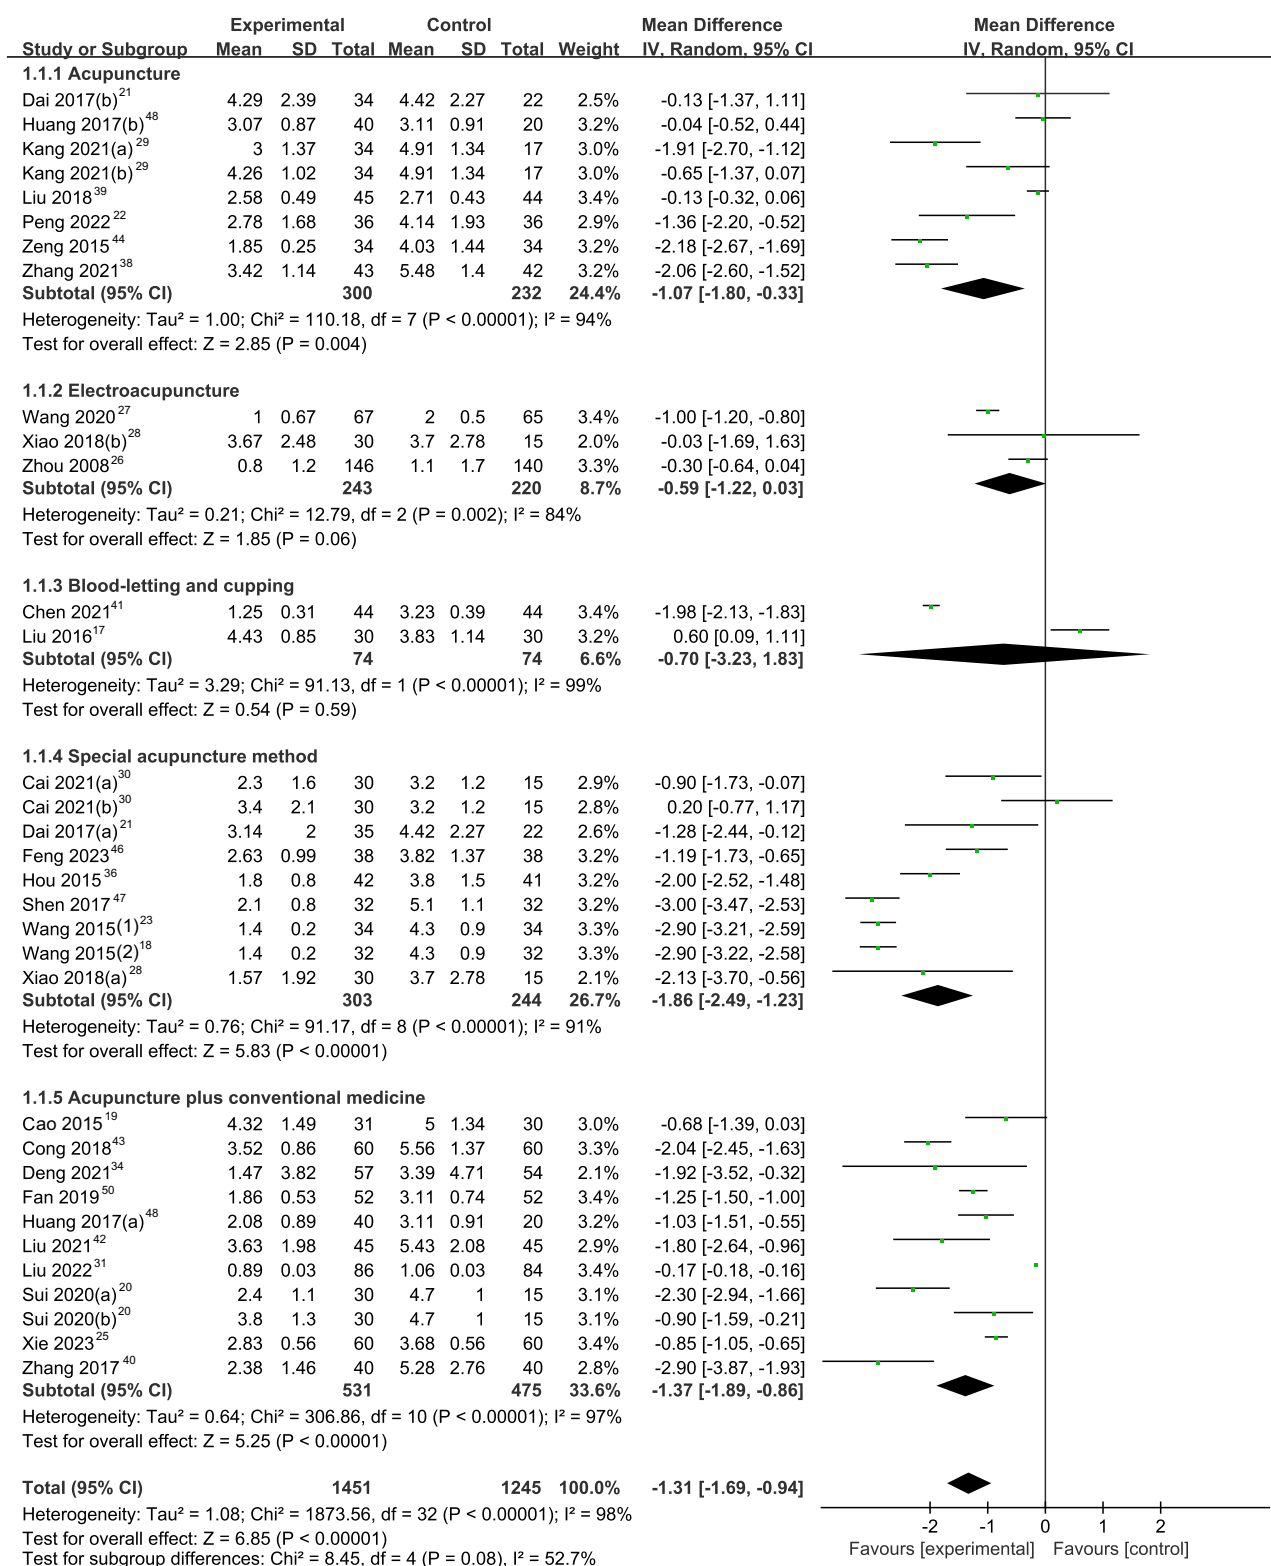 Experimental Control Mean Difference Mean Difference
Study or Subgroup Mean SD Total Mean SD Total Weight IV, Random, 95% CI IV, Random, 95% CI
1.1.1 Acupuncture
Dai 2017(b)21 4.29 2.39 34 4.42 2.27 22 2.5% -0.13 [-1.37, 1.11]
Huang 2017(b)48 3.07 0.87 40 3.11 0.91 20 3.2% -0.04 [-0.52, 0.44]
Kang 2021(a)29 3 1.37 34 4.91 1.34 17 3.0% -1.91 [-2.70, -1.12]
Kang 2021(b)29 4.26 1.02 34 4.91 1.34 17 3.0% -0.65 [-1.37, 0.07]
Liu 201839 2.58 0.49 45 2.71 0.43 44 3.4% -0.13 [-0.32, 0.06]
Peng 202222 2.78 1.68 36 4.14 1.93 36 2.9% -1.36 [-2.20, -0.52]
Zeng 201544 1.85 0.25 34 4.03 1.44 34 3.2% -2.18 [-2.67, -1.69]
Zhang 202138 3.42 1.14 43 5.48 1.4 42 3.2% -2.06 [-2.60, -1.52]
Subtotal (95% CI) 300 232 24.4% -1.07 [-1.80, -0.33]
Heterogeneity: Tau² = 1.00; Chi² = 110.18, df = 7 (P < 0.00001); I² = 94%
Test for overall effect: Z = 2.85 (P = 0.004)
1.1.2 Electroacupuncture
Wang 202027 1 0.67 67 2 0.5 65 3.4% -1.00 [-1.20, -0.80]
Xiao 2018(b)28 3.67 2.48 30 3.7 2.78 15 2.0% -0.03 [-1.69, 1.63]
Zhou 200826 0.8 1.2 146 1.1 1.7 140 3.3% -0.30 [-0.64, 0.04]
Subtotal (95% CI) 243 220 8.7% -0.59 [-1.22, 0.03]
Heterogeneity: Tau² = 0.21; Chi² = 12.79, df = 2 (P = 0.002); I² = 84%
Test for overall effect: Z = 1.85 (P = 0.06)
1.1.3 Blood-letting and cupping
Chen 202141 1.25 0.31 44 3.23 0.39 44 3.4% -1.98 [-2.13, -1.83]
Liu 201617 4.43 0.85 30 3.83 1.14 30 3.2% 0.60 [0.09, 1.11]
Subtotal (95% CI) 74 74 6.6% -0.70 [-3.23, 1.83]
Heterogeneity: Tau² = 3.29; Chi² = 91.13, df = 1 (P < 0.00001); I² = 99%
Test for overall effect: Z = 0.54 (P = 0.59)
1.1.4 Special acupuncture method
Cai 2021(a)30 2.3 1.6 30 3.2 1.2 15 2.9% -0.90 [-1.73, -0.07]
Cai 2021(b)30 3.4 2.1 30 3.2 1.2 15 2.8% 0.20 [-0.77, 1.17]
Dai 2017(a)21 3.14 2 35 4.42 2.27 22 2.6% -1.28 [-2.44, -0.12]
Feng 202346 2.63 0.99 38 3.82 1.37 38 3.2% -1.19 [-1.73, -0.65]
Hou 201536 1.8 0.8 42 3.8 1.5 41 3.2% -2.00 [-2.52, -1.48]
Shen 201747 2.1 0.8 32 5.1 1.1 32 3.2% -3.00 [-3.47, -2.53]
Wang 2015(1)23 1.4 0.2 34 4.3 0.9 34 3.3% -2.90 [-3.21, -2.59]
Wang 2015(2)18 1.4 0.2 32 4.3 0.9 32 3.3% -2.90 [-3.22, -2.58]
Xiao 2018(a)28 1.57 1.92 30 3.7 2.78 15 2.1% -2.13 [-3.70, -0.56]
Subtotal (95% CI) 303 244 26.7% -1.86 [-2.49, -1.23]
Heterogeneity: Tau² = 0.76; Chi² = 91.17, df = 8 (P < 0.00001); I² = 91%
Test for overall effect: Z = 5.83 (P < 0.00001)
1.1.5 Acupuncture plus conventional medicine
Cao 201519 4.32 1.49 31 5 1.34 30 3.0% -0.68 [-1.39, 0.03]
Cong 201843 3.52 0.86 60 5.56 1.37 60 3.3% -2.04 [-2.45, -1.63]
Deng 202134 1.47 3.82 57 3.39 4.71 54 2.1% -1.92 [-3.52, -0.32]
Fan 201950 1.86 0.53 52 3.11 0.74 52 3.4% -1.25 [-1.50, -1.00]
Huang 2017(a)48 2.08 0.89 40 3.11 0.91 20 3.2% -1.03 [-1.51, -0.55]
Liu 202142 3.63 1.98 45 5.43 2.08 45 2.9% -1.80 [-2.64, -0.96]
Liu 202231 0.89 0.03 86 1.06 0.03 84 3.4% -0.17 [-0.18, -0.16]
Sui 2020(a)20 2.4 1.1 30 4.7 1 15 3.1% -2.30 [-2.94, -1.66]
Sui 2020(b)20 3.8 1.3 30 4.7 1 15 3.1% -0.90 [-1.59, -0.21]
Xie 202325 2.83 0.56 60 3.68 0.56 60 3.4% -0.85 [-1.05, -0.65]
Zhang 201740 2.38 1.46 40 5.28 2.76 40 2.8% -2.90 [-3.87, -1.93]
Subtotal (95% CI) 531 475 33.6% -1.37 [-1.89, -0.86]
Heterogeneity: Tau² = 0.64; Chi² = 306.86, df = 10 (P < 0.00001); I² = 97%
Test for overall effect: Z = 5.25 (P < 0.00001)
Total (95% CI) 1451 1245 100.0% -1.31 [-1.69, -0.94]
Heterogeneity: Tau² = 1.08; Chi² = 1873.56, df = 32 (P < 0.00001); I² = 98%
-2 -1 0 1 2
Test for overall effect: Z = 6.85 (P < 0.00001)
Favours [experimental] Favours [control]
Test for subgroup differences: Chi² = 8.45, df = 4 (P = 0.08), I² = 52.7%